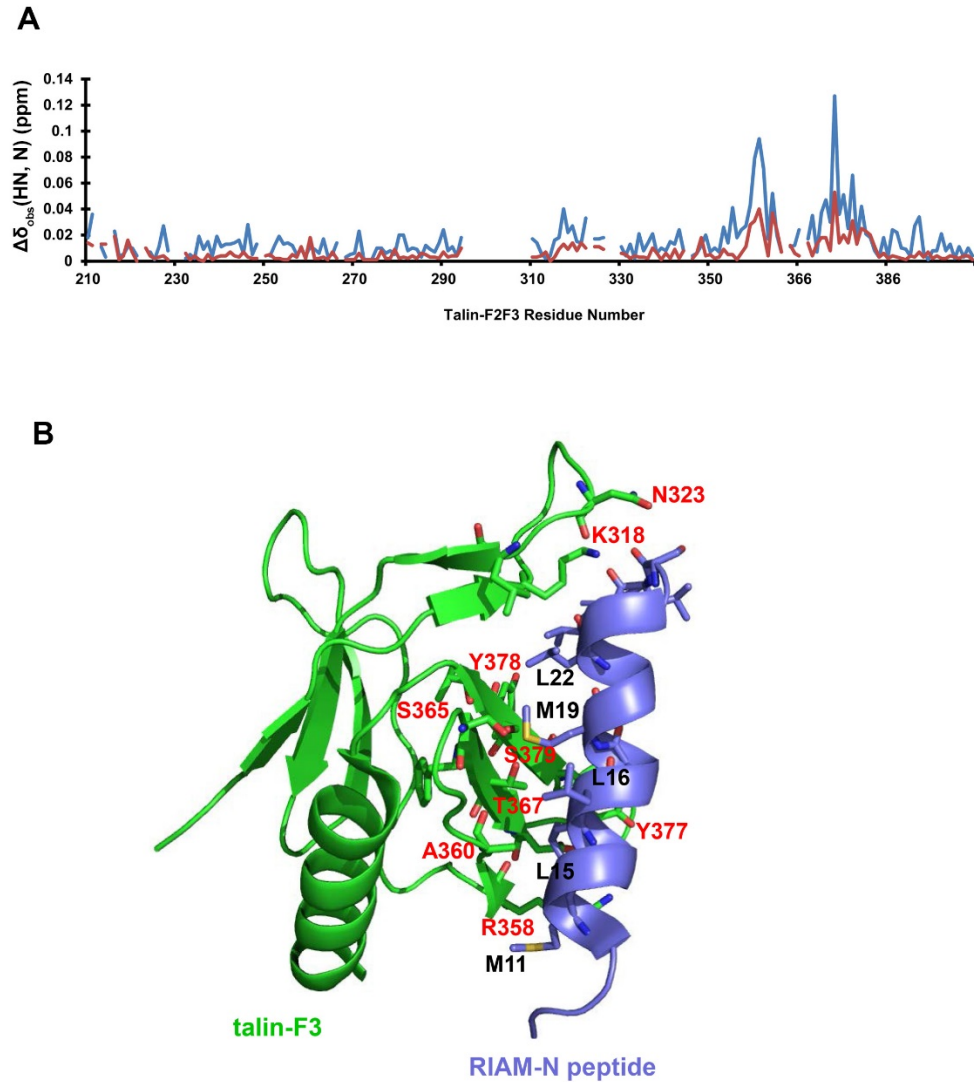 A
Δδobs(HN, N) (ppm)
0.14
0.12
0.1
0.08
0.06
0.04
0.02
0
210 230 250 270 290 310 330 350 366 386
Talin-F2F3 Residue Number
B
N323
K318
Y378
L22
S365
M19
S379
L16
T367
Y377
A360
L15
R358
M11
talin-F3
RIAM-N peptide